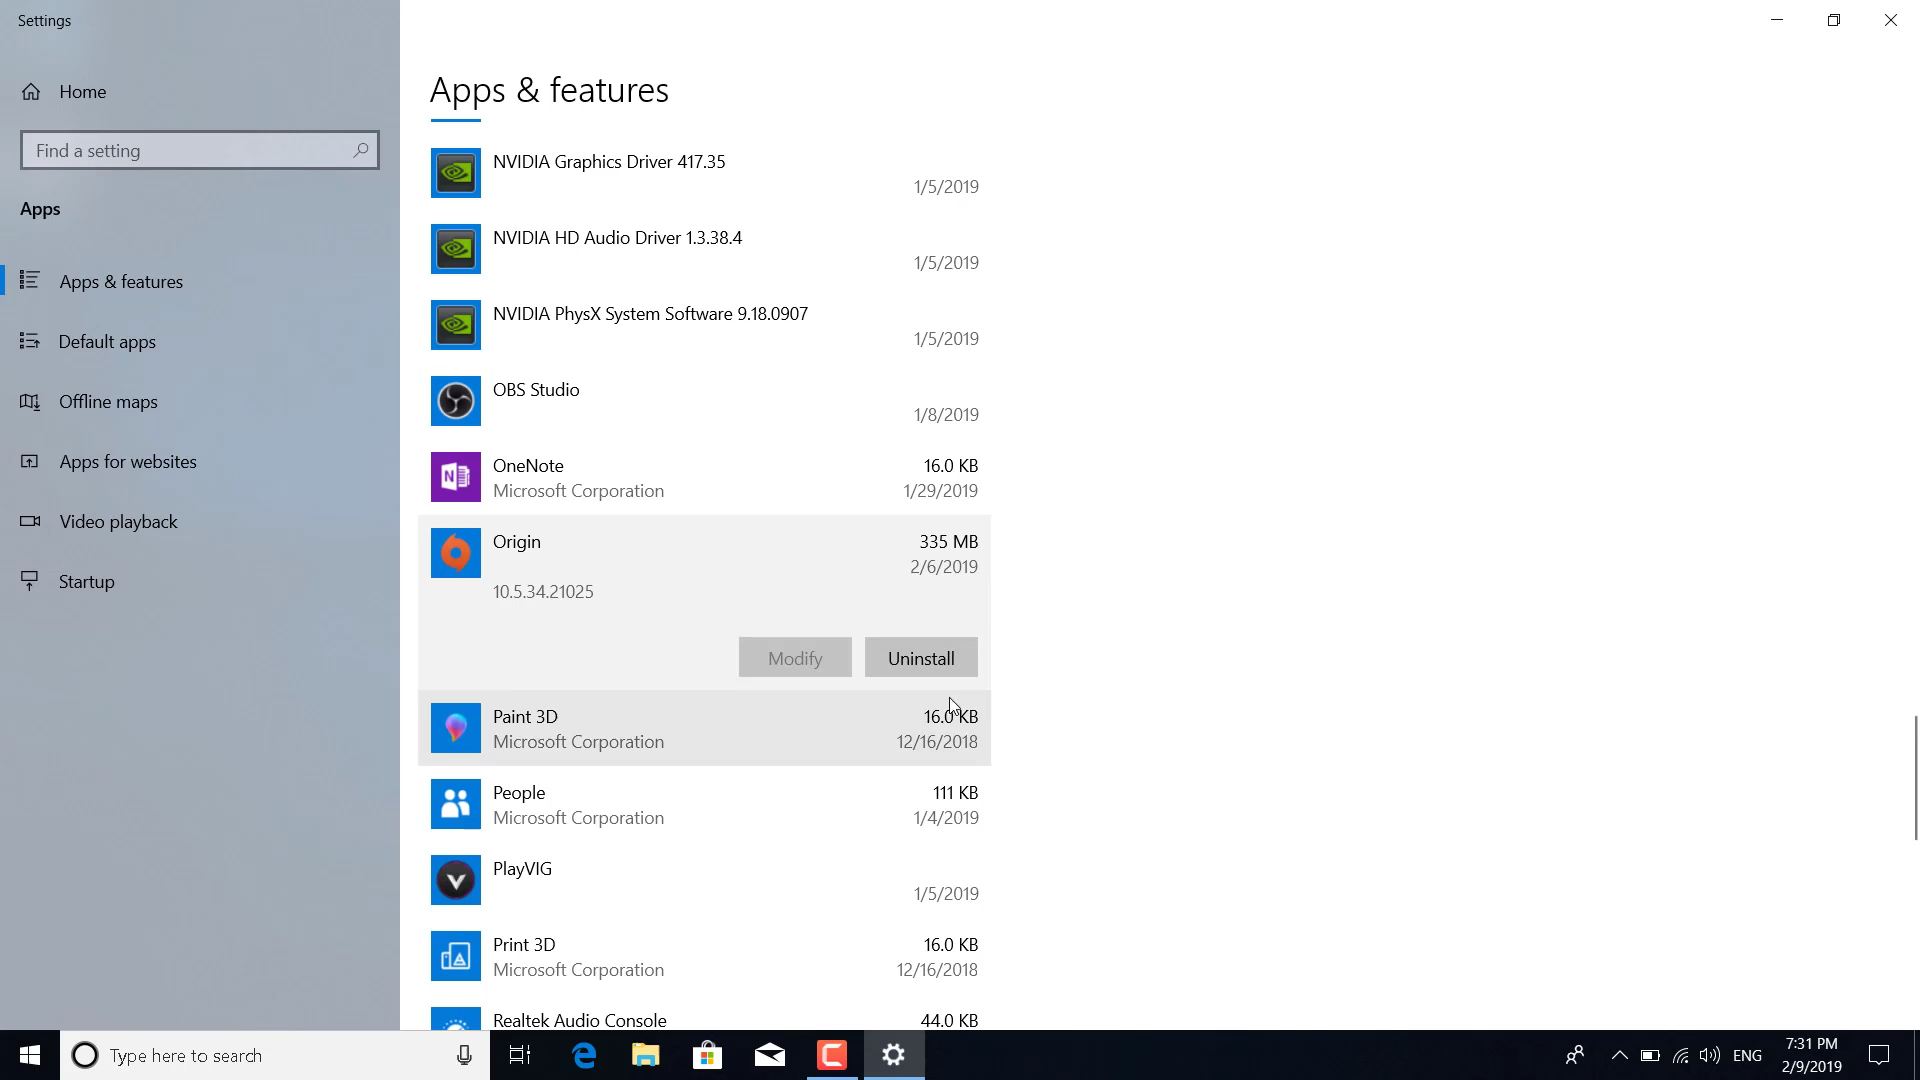 Settings
Home
Find a setting
Apps
Apps & features
Default apps
Offline maps
Apps for websites
Video playback
Startup
Apps & features
NVIDIA Graphics Driver 417.35
1/5/2019
NVIDIA HD Audio Driver 1.3.38.4
1/5/2019
NVIDIA PhysX System Software 9.18.0907
1/5/2019
OBS Studio
1/8/2019
OneNote 16.0 KB
Microsoft Corporation 1/29/2019
Origin 335 MB
2/6/2019
10.5.34.21025
Modify Uninstall
Paint 3D 16.0 KB
Microsoft Corporation 12/16/2018
People 111 KB
Microsoft Corporation 1/4/2019
PlayVIG
1/5/2019
Print 3D 16.0 KB
Microsoft Corporation 12/16/2018
Realtek Audio Console 44.0 KB
Type here to search
ENG
7:31 PM
2/9/2019